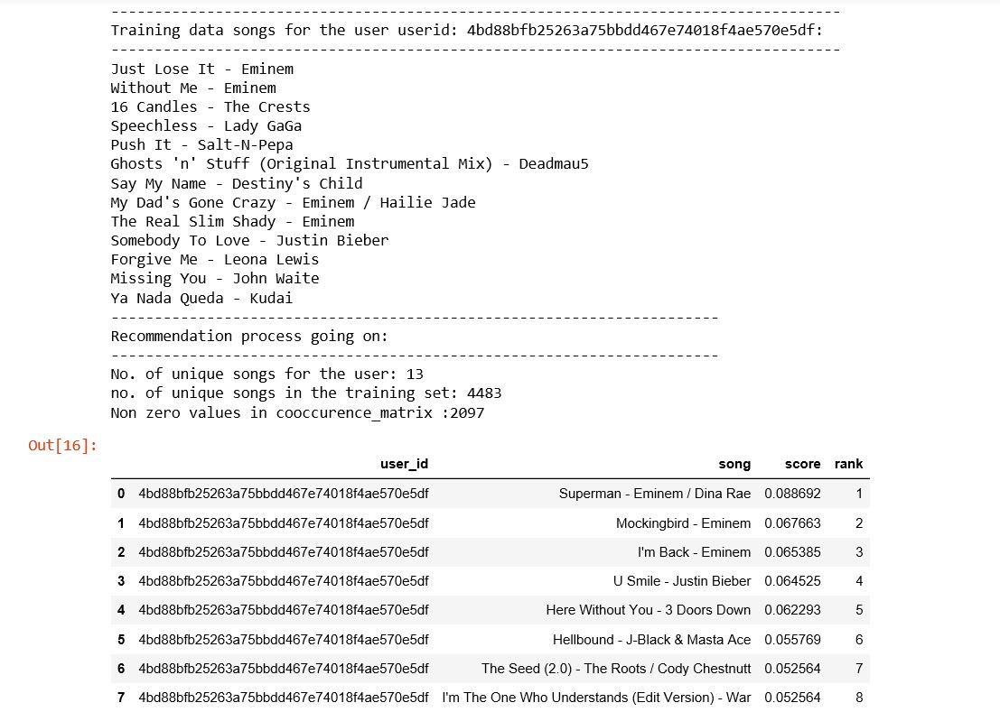 --------------------------------------------------------------------------------
Training data songs for the user userid: 4bd88bfb25263a75bbdd467e74018f4ae570e5df:
--------------------------------------------------------------------------------
Just Lose It - Eminem
Without Me - Eminem
16 Candles - The Crests
Speechless - Lady GaGa
Push It - Salt-N-Pepa
Ghosts 'n' Stuff (Original Instrumental Mix) - Deadmau5
Say My Name - Destiny's Child
My Dad's Gone Crazy - Eminem / Hailie Jade
The Real Slim Shady - Eminem
Somebody To Love - Justin Bieber
Forgive Me - Leona Lewis
Missing You - John Waite
Ya Nada Queda - Kudai
----------------------------------------------------------------------
Recommendation process going on:
----------------------------------------------------------------------
No. of unique songs for the user: 13
no. of unique songs in the training set: 4483
Non zero values in cooccurence_matrix :2097
Out[16]:
user_id song score rank
0 4bd88bfb25263a75bbdd467e74018f4ae570e5df Superman - Eminem / Dina Rae 0.088692 1
1 4bd88bfb25263a75bbdd467e74018f4ae570e5df Mockingbird - Eminem 0.067663 2
2 4bd88bfb25263a75bbdd467e74018f4ae570e5df I'm Back - Eminem 0.065385 3
3 4bd88bfb25263a75bbdd467e74018f4ae570e5df U Smile - Justin Bieber 0.064525 4
4 4bd88bfb25263a75bbdd467e74018f4ae570e5df Here Without You - 3 Doors Down 0.062293 5
5 4bd88bfb25263a75bbdd467e74018f4ae570e5df Hellbound - J-Black & Masta Ace 0.055769 6
6 4bd88bfb25263a75bbdd467e74018f4ae570e5df The Seed (2.0) - The Roots / Cody Chestnutt 0.052564 7
7 4bd88bfb25263a75bbdd467e74018f4ae570e5df I'm The One Who Understands (Edit Version) - War 0.052564 8